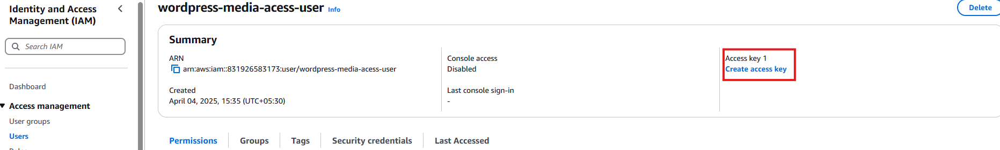 Identity and Access
Management (IAM)
Search IAM
Dashboard
Access management
User groups
Users
wordpress-media-acess-user Info
Delete
Summary
ARN
arn:aws:iam::831926583173:user/wordpress-media-acess-user
Created
April 04, 2025, 15:35 (UTC+05:30)
Console access
Disabled
Last console sign-in
-
Access key 1
Create access key
Permissions
Groups
Tags
Security credentials
Last Accessed